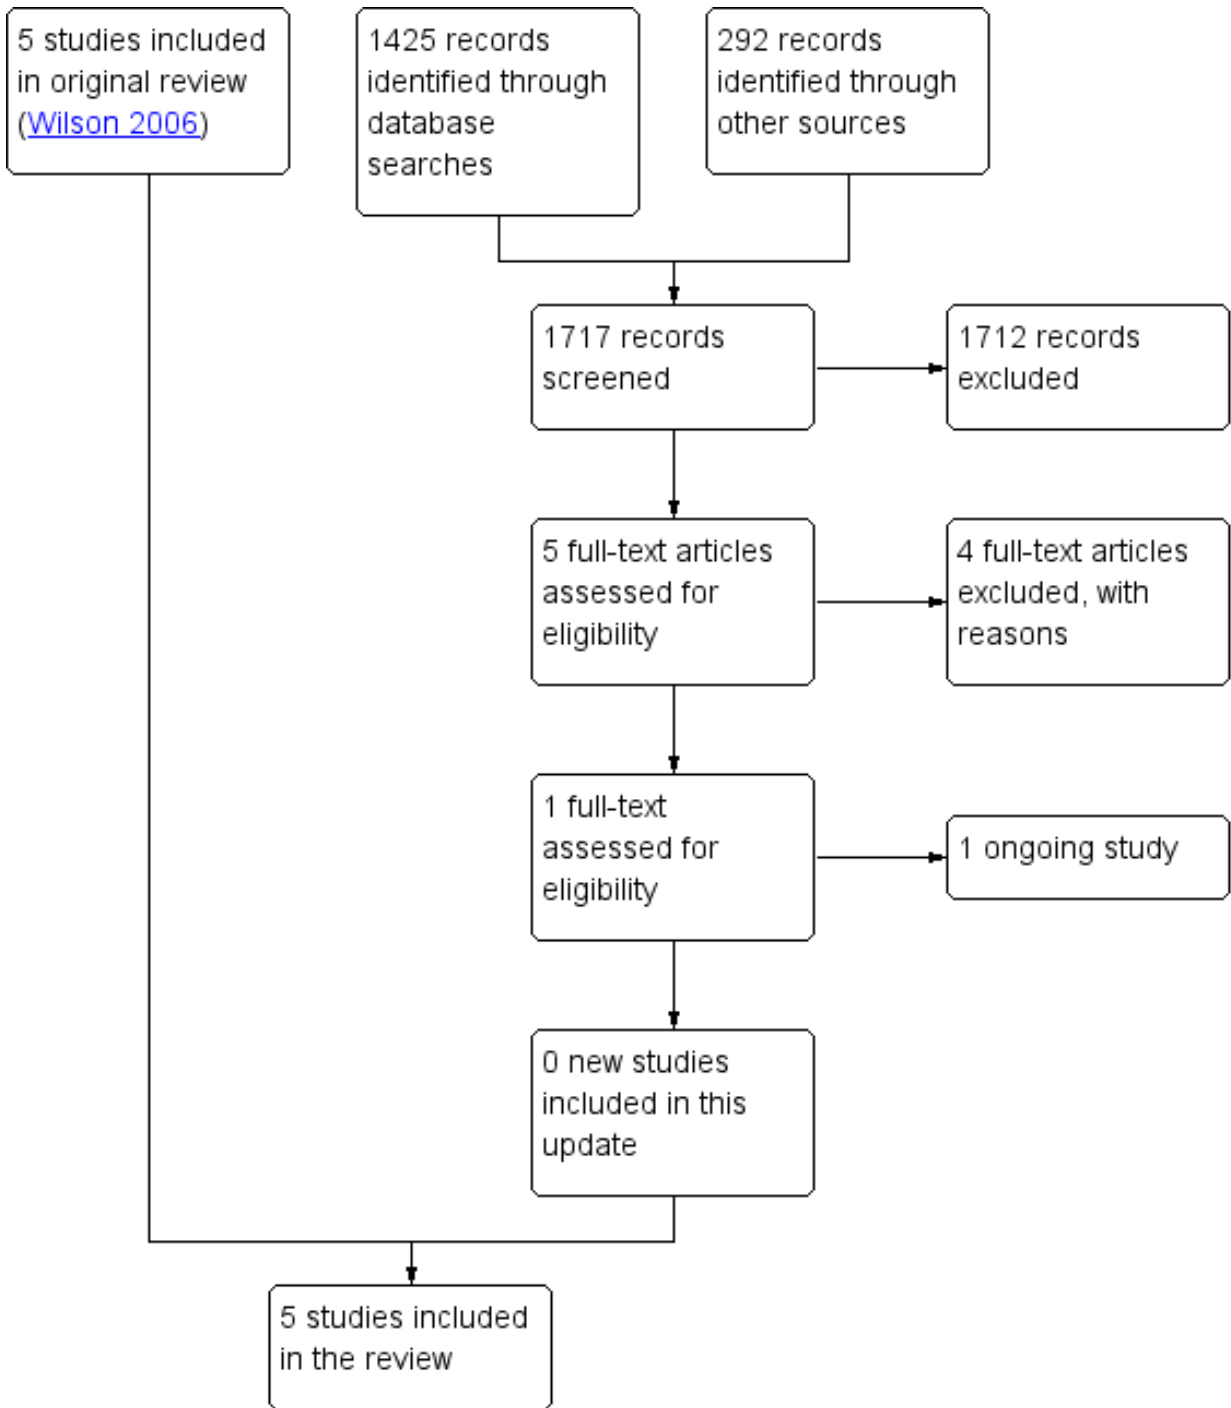 5 studies included
in original review
(Wilson 2006)
1425 records
identified through
database
searches
292 records
identified through
other sources
1717 records
screened
1712 records
excluded
5 full-text articles
assessed for
eligibility
4 full-text articles
excluded, with
reasons
1 full-text
assessed for
eligibility
1 ongoing study
0 new studies
included in this
update
5 studies included
in the review